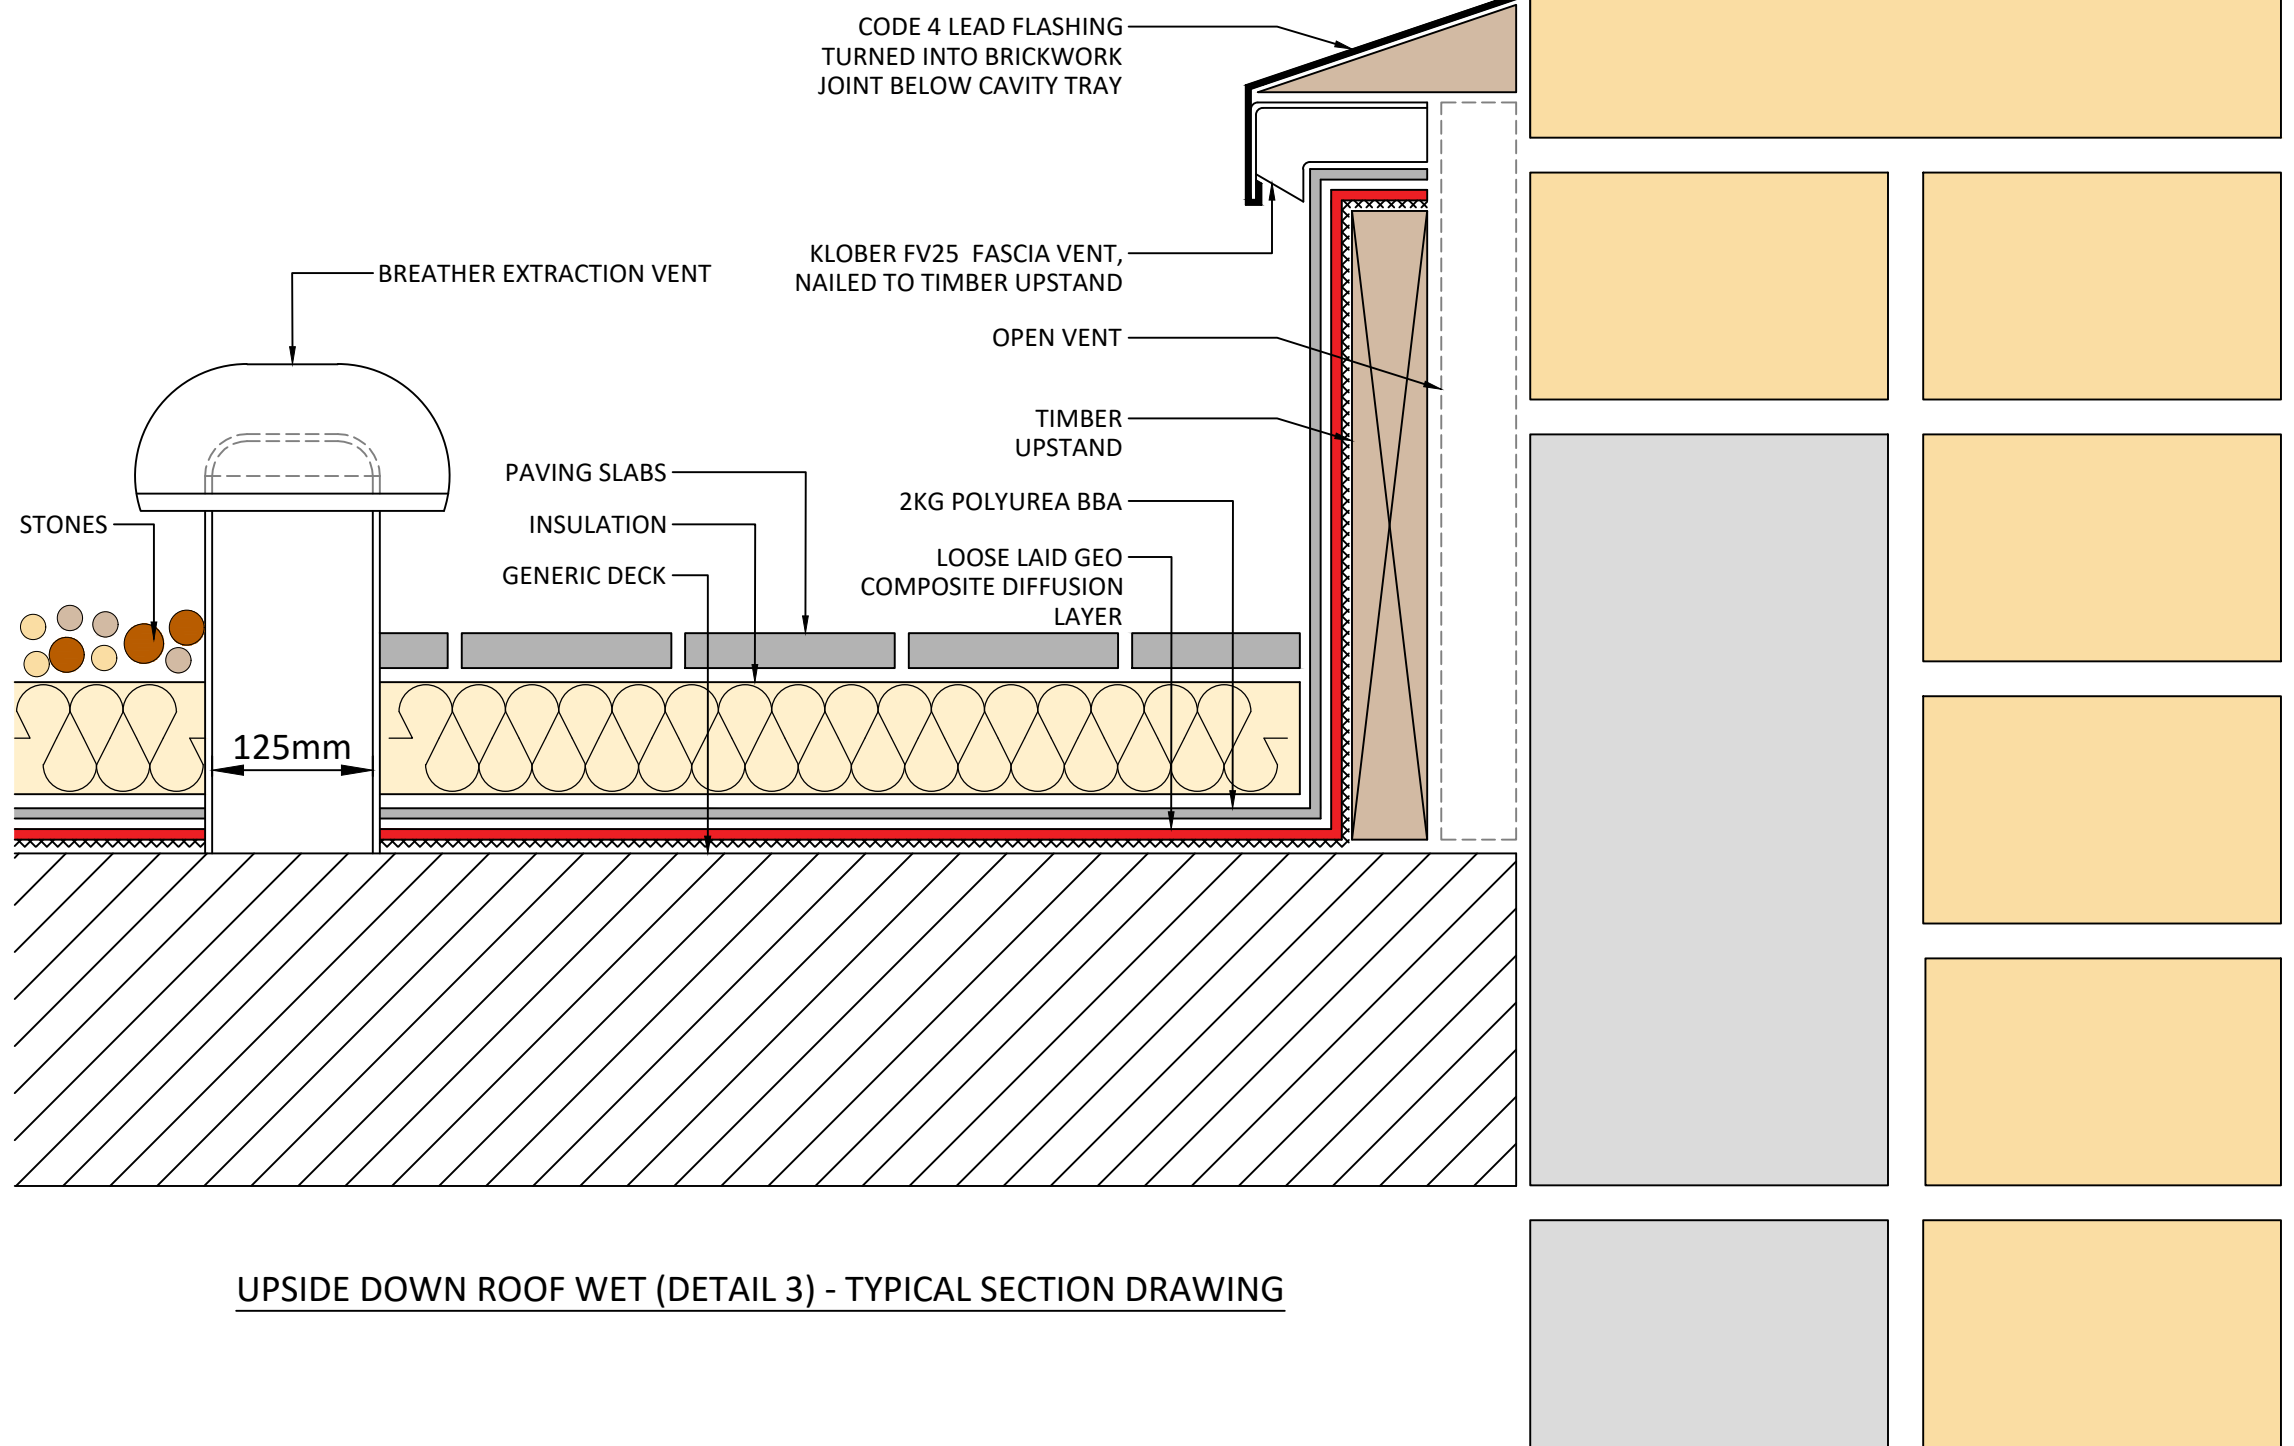 CODE 4 LEAD FLASHING
TURNED INTO BRICKWORK
JOINT BELOW CAVITY TRAY
KLOBER FV25  FASCIA VENT,
NAILED TO TIMBER UPSTAND
BREATHER EXTRACTION VENT
OPEN VENT
TIMBER
UPSTAND
PAVING SLABS
2KG POLYUREA BBA
STONES
INSULATION
LOOSE LAID GEO
COMPOSITE DIFFUSION
LAYER
GENERIC DECK
125mm
UPSIDE DOWN ROOF WET (DETAIL 3) - TYPICAL SECTION DRAWING